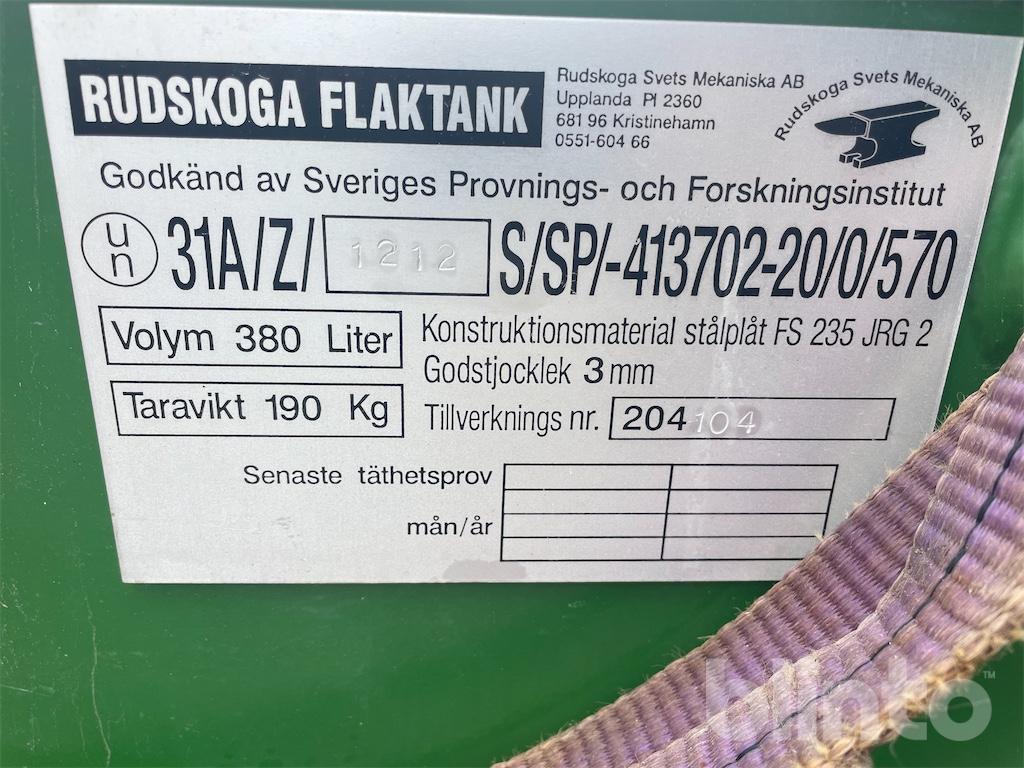 RUDSKOGA FLAKTANK
Rudskoga Svets Mekaniska AB
Upplanda Pl 2360
681 96 Kristinehamn
0551-604 66
Rudskoga Svets Mekaniska AB
Godkänd av Sveriges Provnings- och Forskningsinstitut
un 31A/Z/ 1212 S/SP/-413702-20/0/570
Volym 380 Liter
Konstruktionsmaterial stålplåt FS 235 JRG 2
Godstjocklek 3 mm
Taravikt 190 Kg
Tillverknings nr. 204104
Senaste täthetsprov
mån/år
blinto™